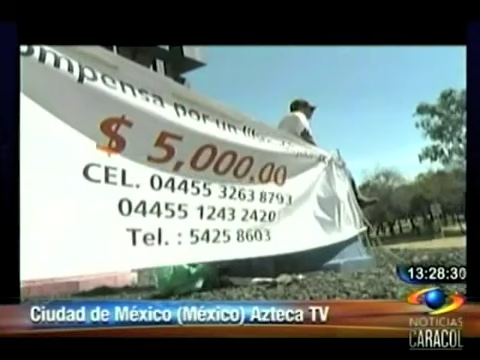 ompensa por un
$ 5,000.00
CEL. 04455 3263 8793
04455 1243 2420
Tel. : 5425 8603
13:28:30
Ciudad de México (México) Azteca TV
NOTICIAS
CARACOL